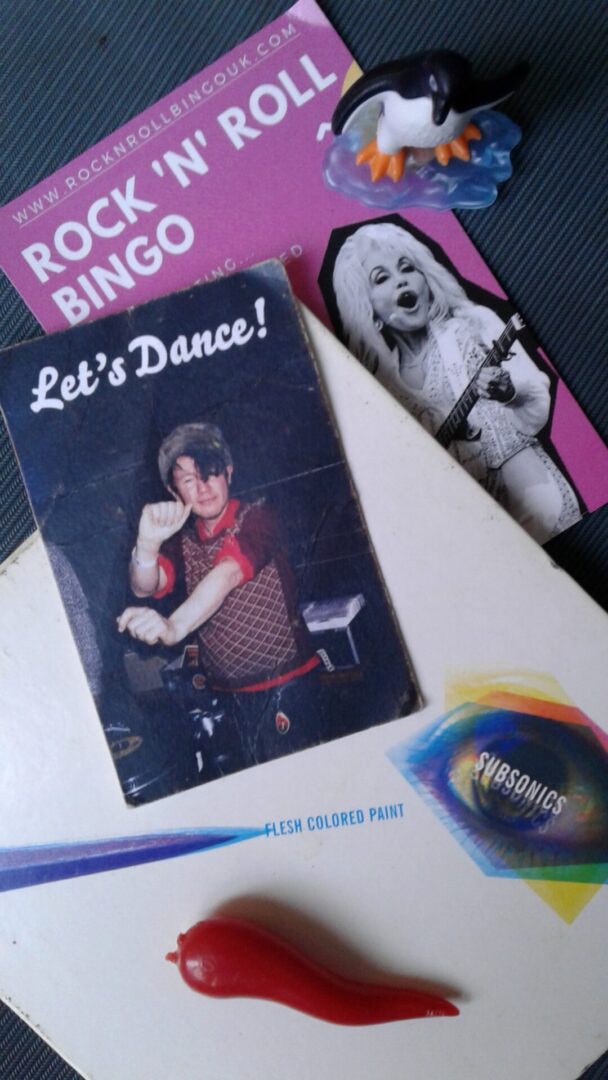 WWW.ROCKNROLLBINGOUK.COM
ROCK 'N' ROLL
BINGO
Let's Dance!
SUBSONICS
FLESH COLORED PAINT